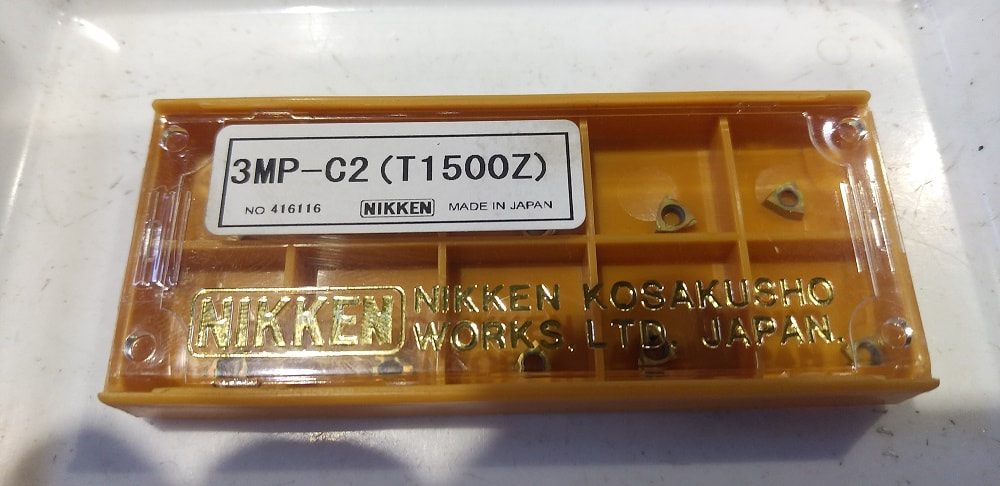 3MP-C2(T1500Z)
NO 416116 NIKKEN MADE IN JAPAN
NIKKEN NIKKEN KOSAKUSHO
WORKS.LTD. JAPAN.